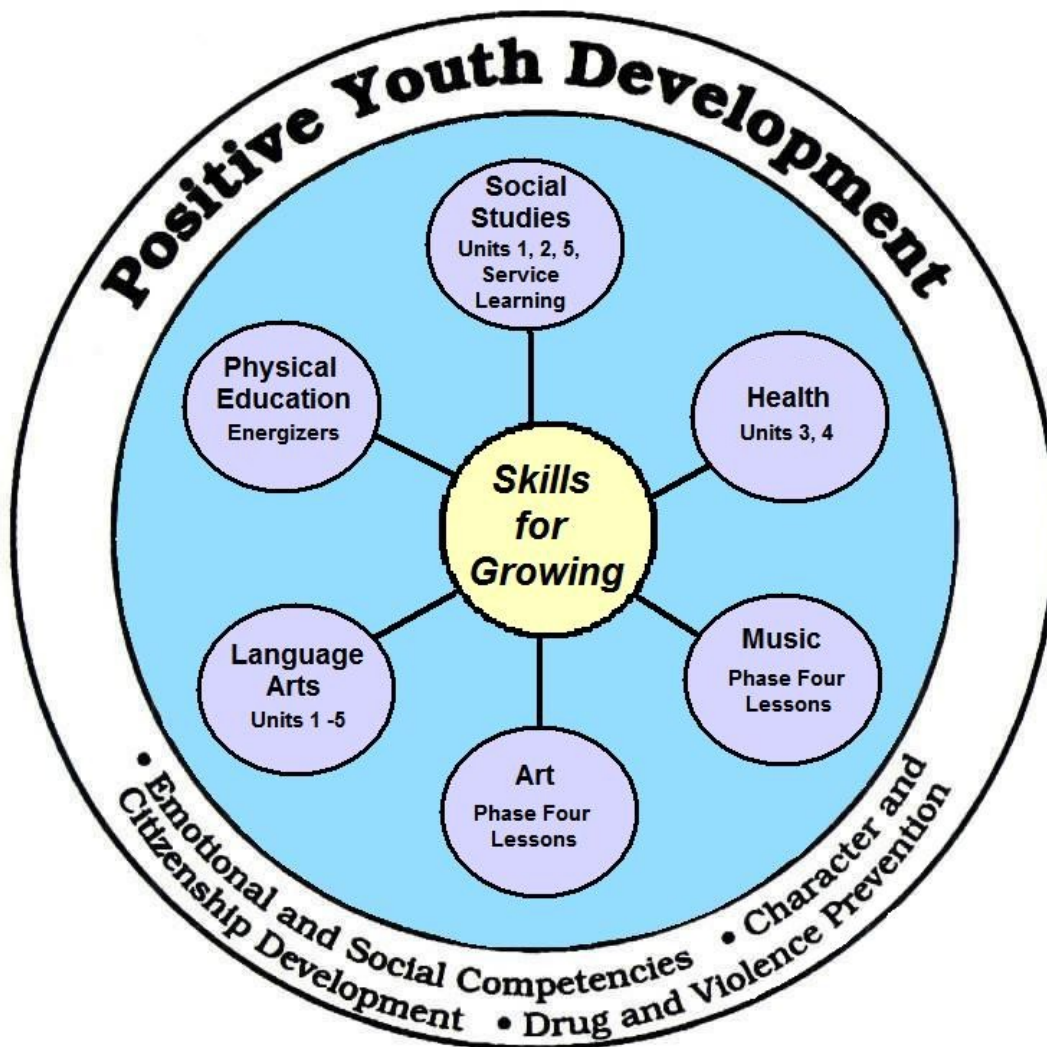 Positive Youth Development
Social
Studies
Units 1, 2, 5,
Service
Learning
Physical
Education
Energizers
Health
Units 3, 4
Skills
for
Growing
Language
Arts
Units 1 -5
Music
Phase Four
Lessons
Art
Phase Four
Lessons
• Emotional and Social Competencies • Character and
Citizenship Development • Drug and Violence Prevention